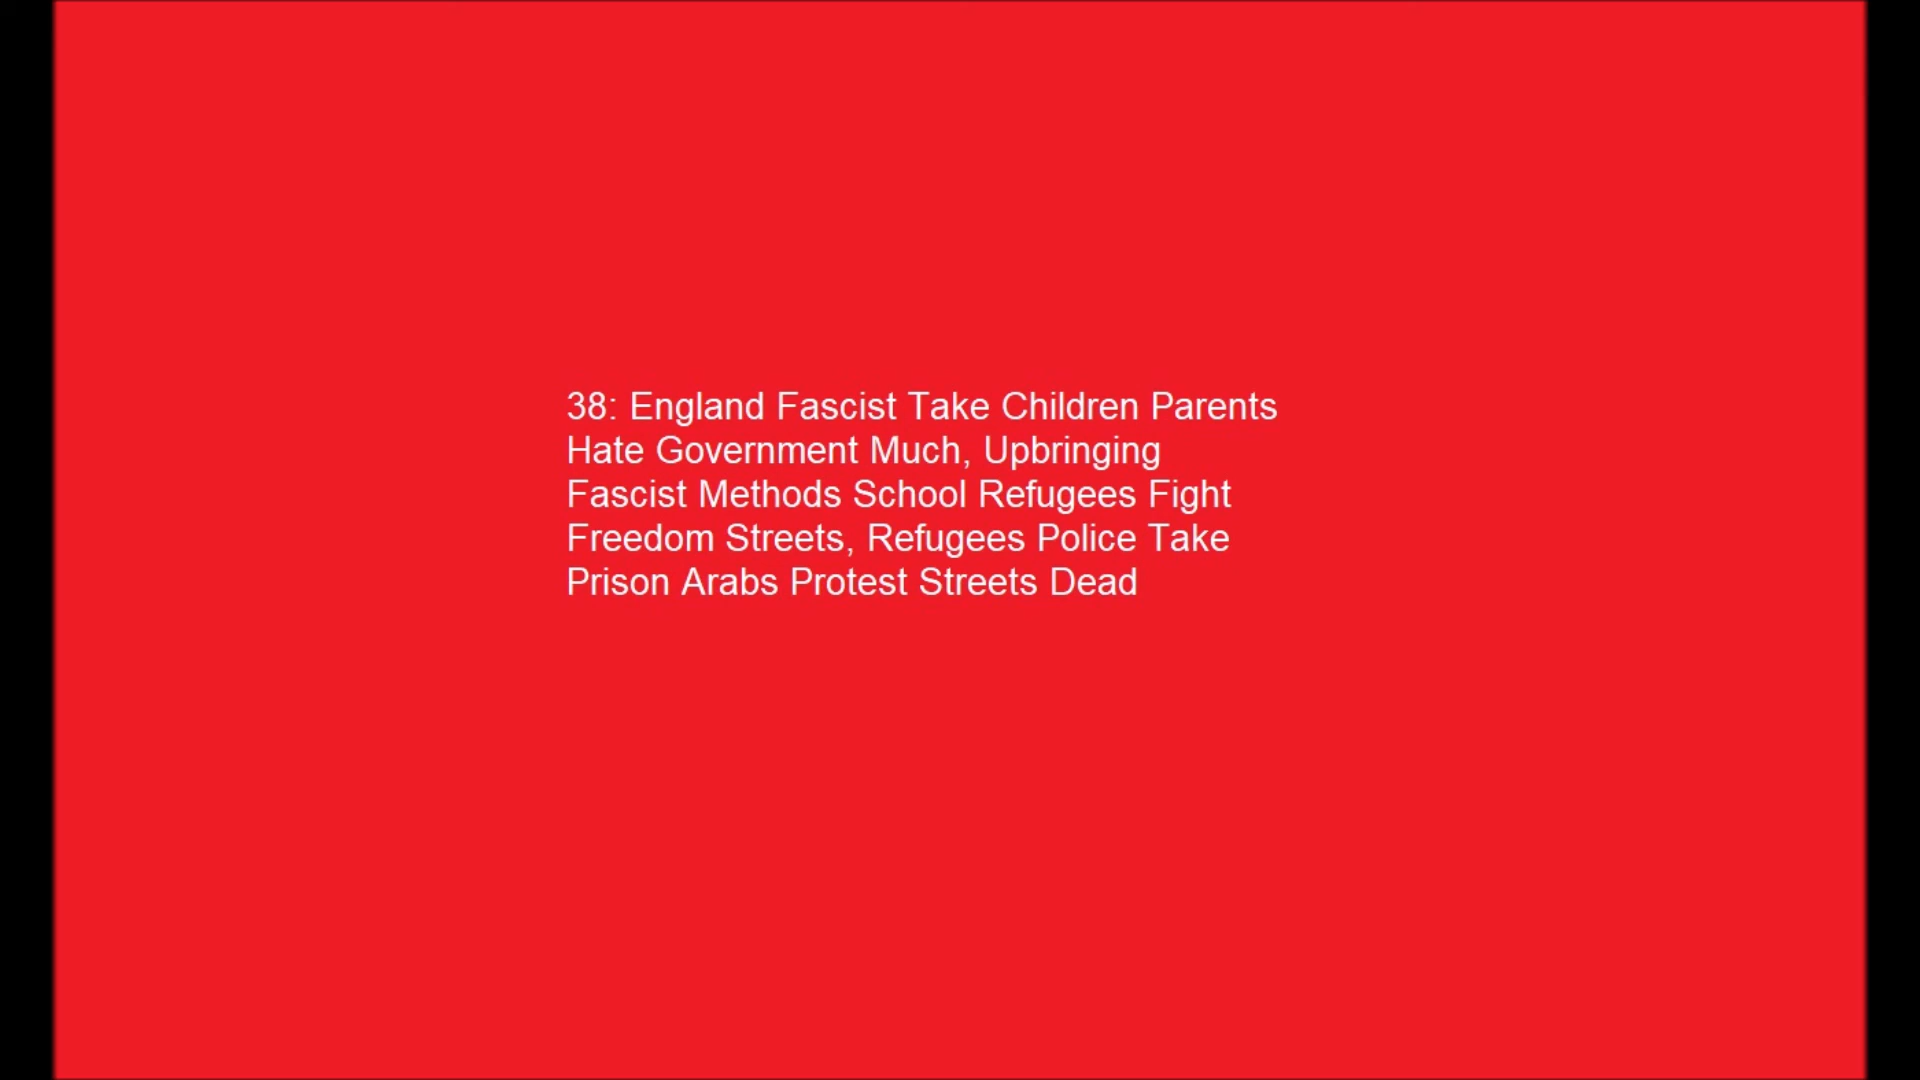 38: England Fascist Take Children Parents
Hate Government Much, Upbringing
Fascist Methods School Refugees Fight
Freedom Streets, Refugees Police Take
Prison Arabs Protest Streets Dead